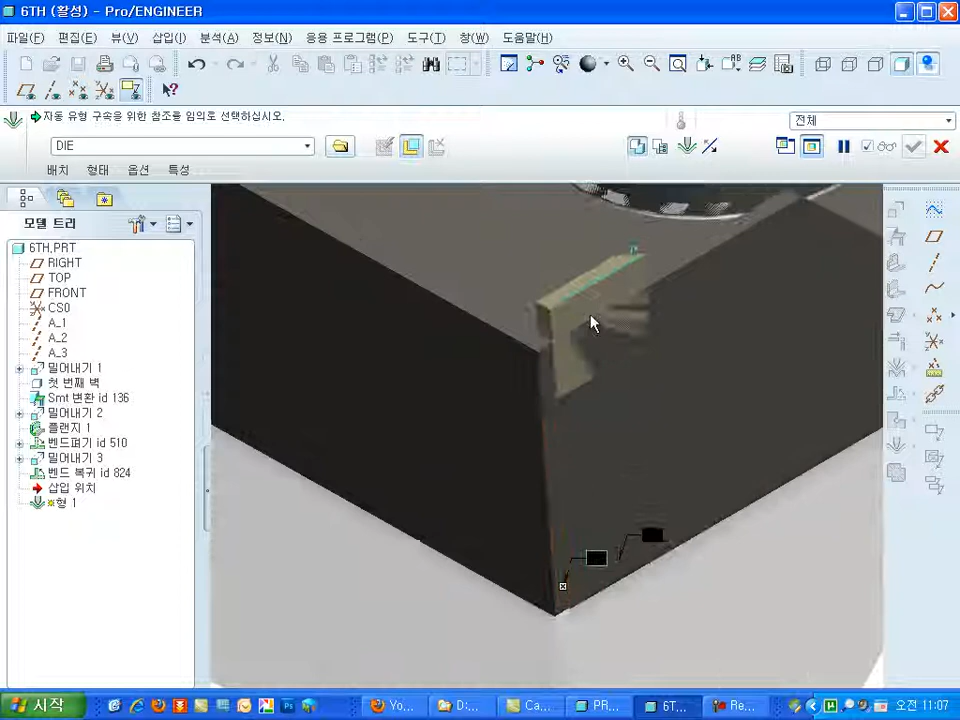 6TH (활성) - Pro/ENGINEER
파일(F) 편집(E) 뷰(V) 삽입(I) 분석(A) 정보(N) 응용 프로그램(P) 도구(T) 창(W) 도움말(H)
자동 유형 구속을 위한 참조를 임의로 선택하십시오.
전체
DIE
배치 형태 옵션 특성
모델 트리
6TH.PRT
RIGHT
TOP
FRONT
CS0
A_1
A_2
A_3
밀어내기 1
첫 번째 벽
Smt 변환 id 136
밀어내기 2
플랜지 1
벤드펴기 id 510
밀어내기 3
벤드 복귀 id 824
삽입 위치
형 1
시작
Yo...
D:...
Ca...
PR...
6T...
Re...
오전 11:07